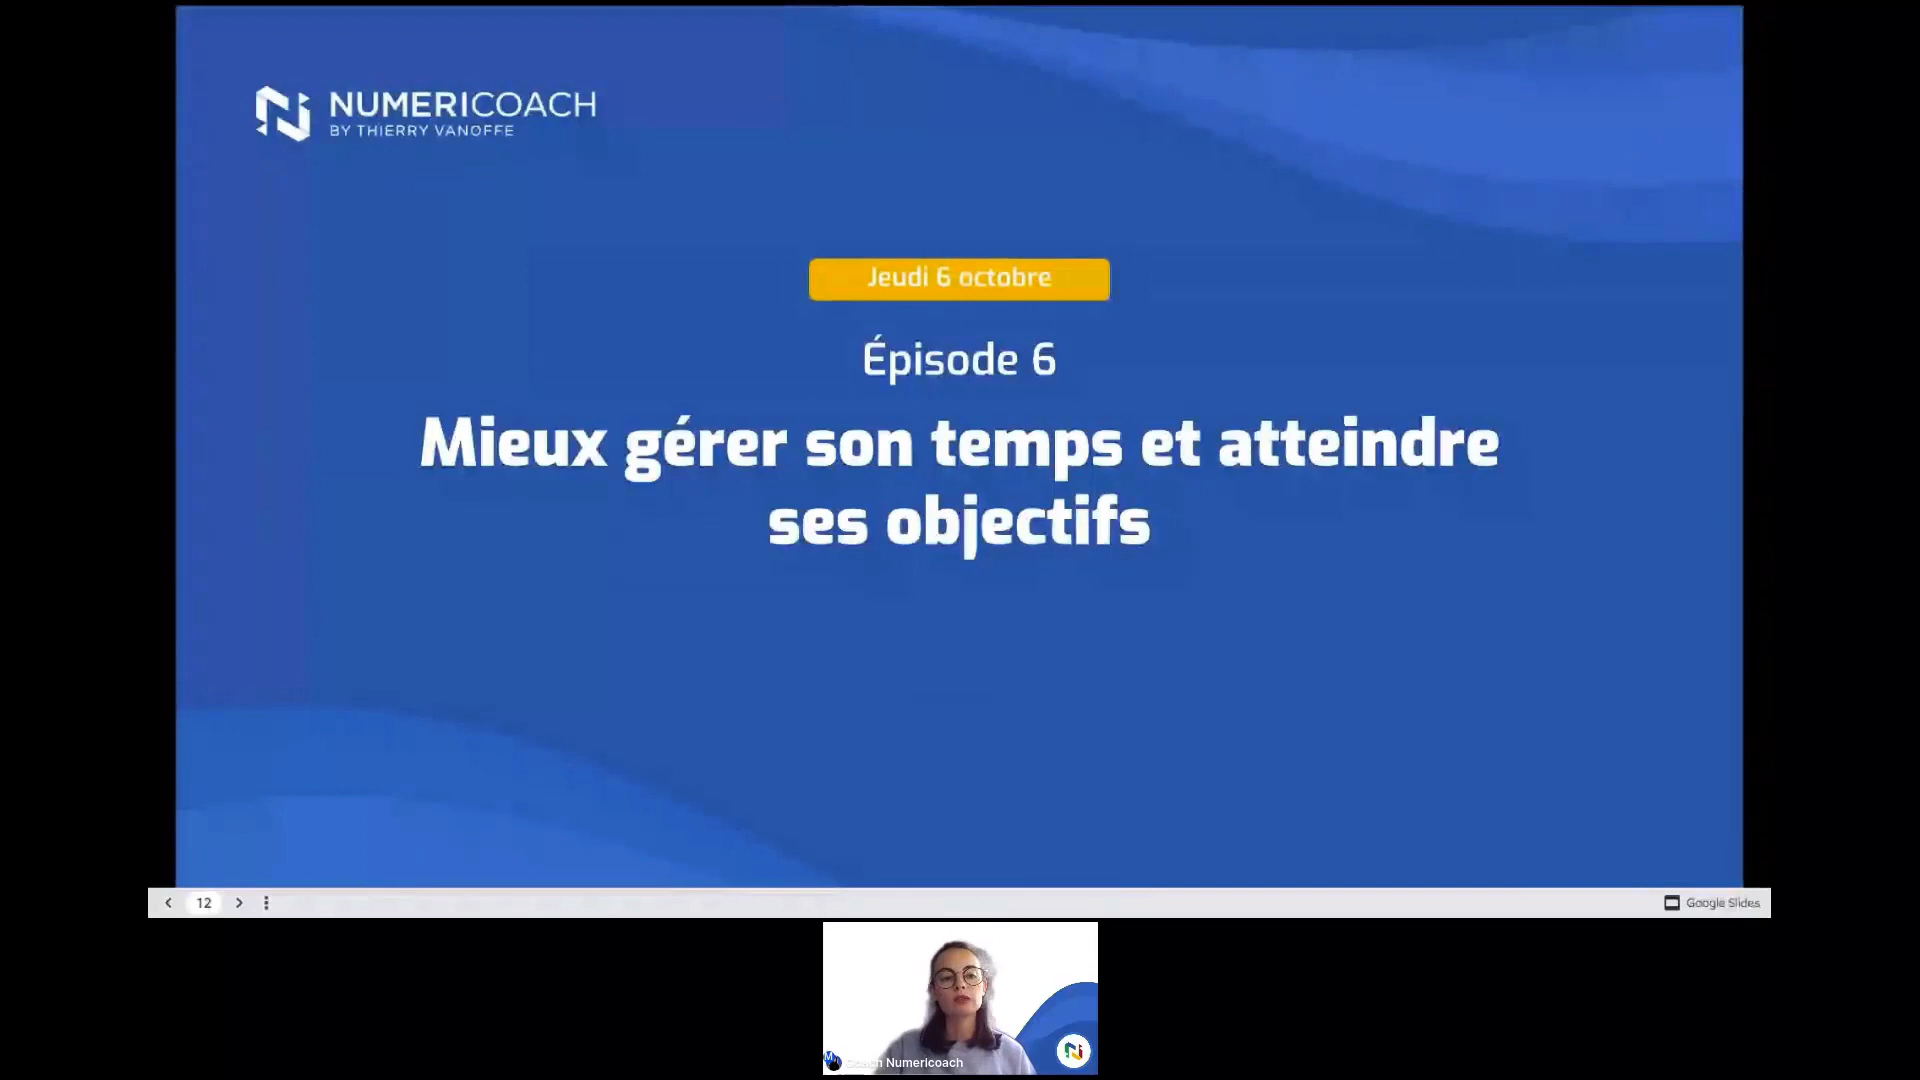 NUMERICOACH
BY THIERRY VANOFFE
Jeudi 6 octobre
Épisode 6
Mieux gérer son temps et atteindre
ses objectifs
12
Google Slides
Numericoach